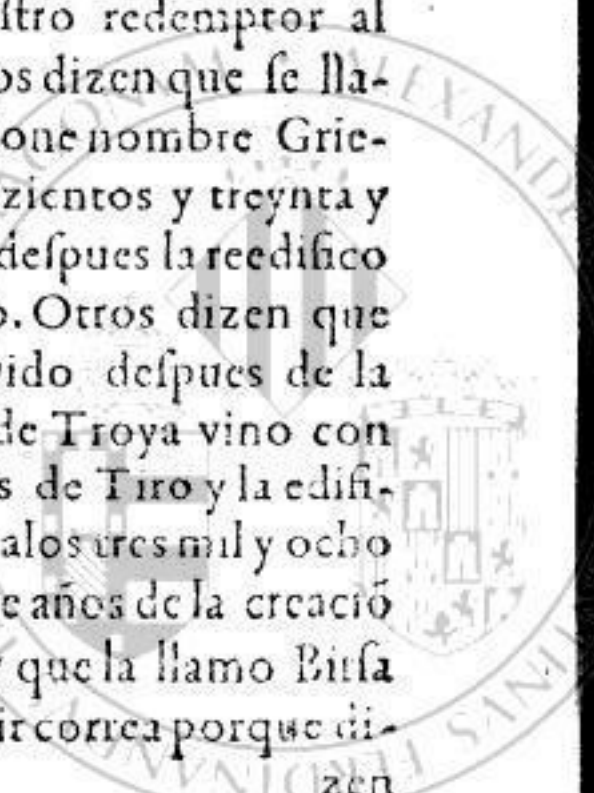 ſtro redemptor al
os dizen que ſe lla-
one nombre Grie-
zientos y treynta y
deſpues la reedifico
o. Otros dizen que
ido deſpues de la
de Troya vino con
s de Tiro y la edifi-
a los tres mil y ocho
e años de la creació
y que la llamo Birſa
ir correa porque di-
zen